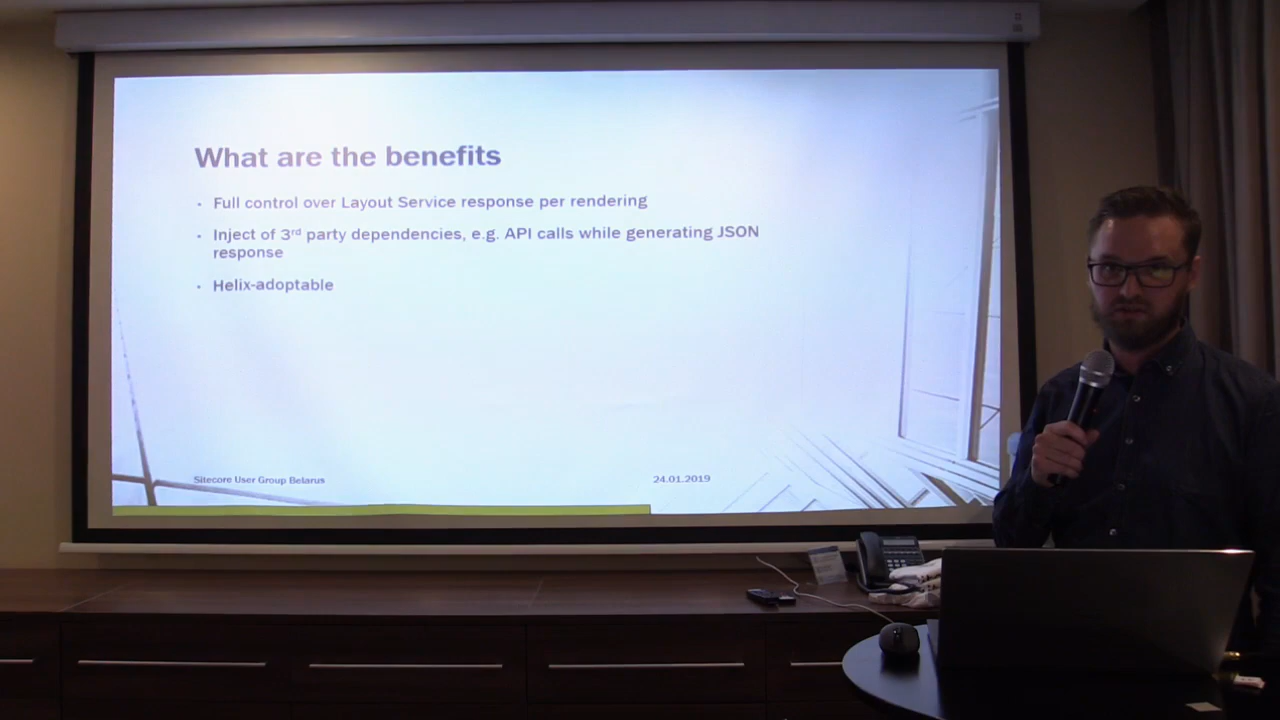 What are the benefits
• Full control over Layout Service response per rendering
• Inject of 3rd party dependencies, e.g. API calls while generating JSON
response
• Helix-adoptable
Sitecore User Group Belarus
24.01.2019